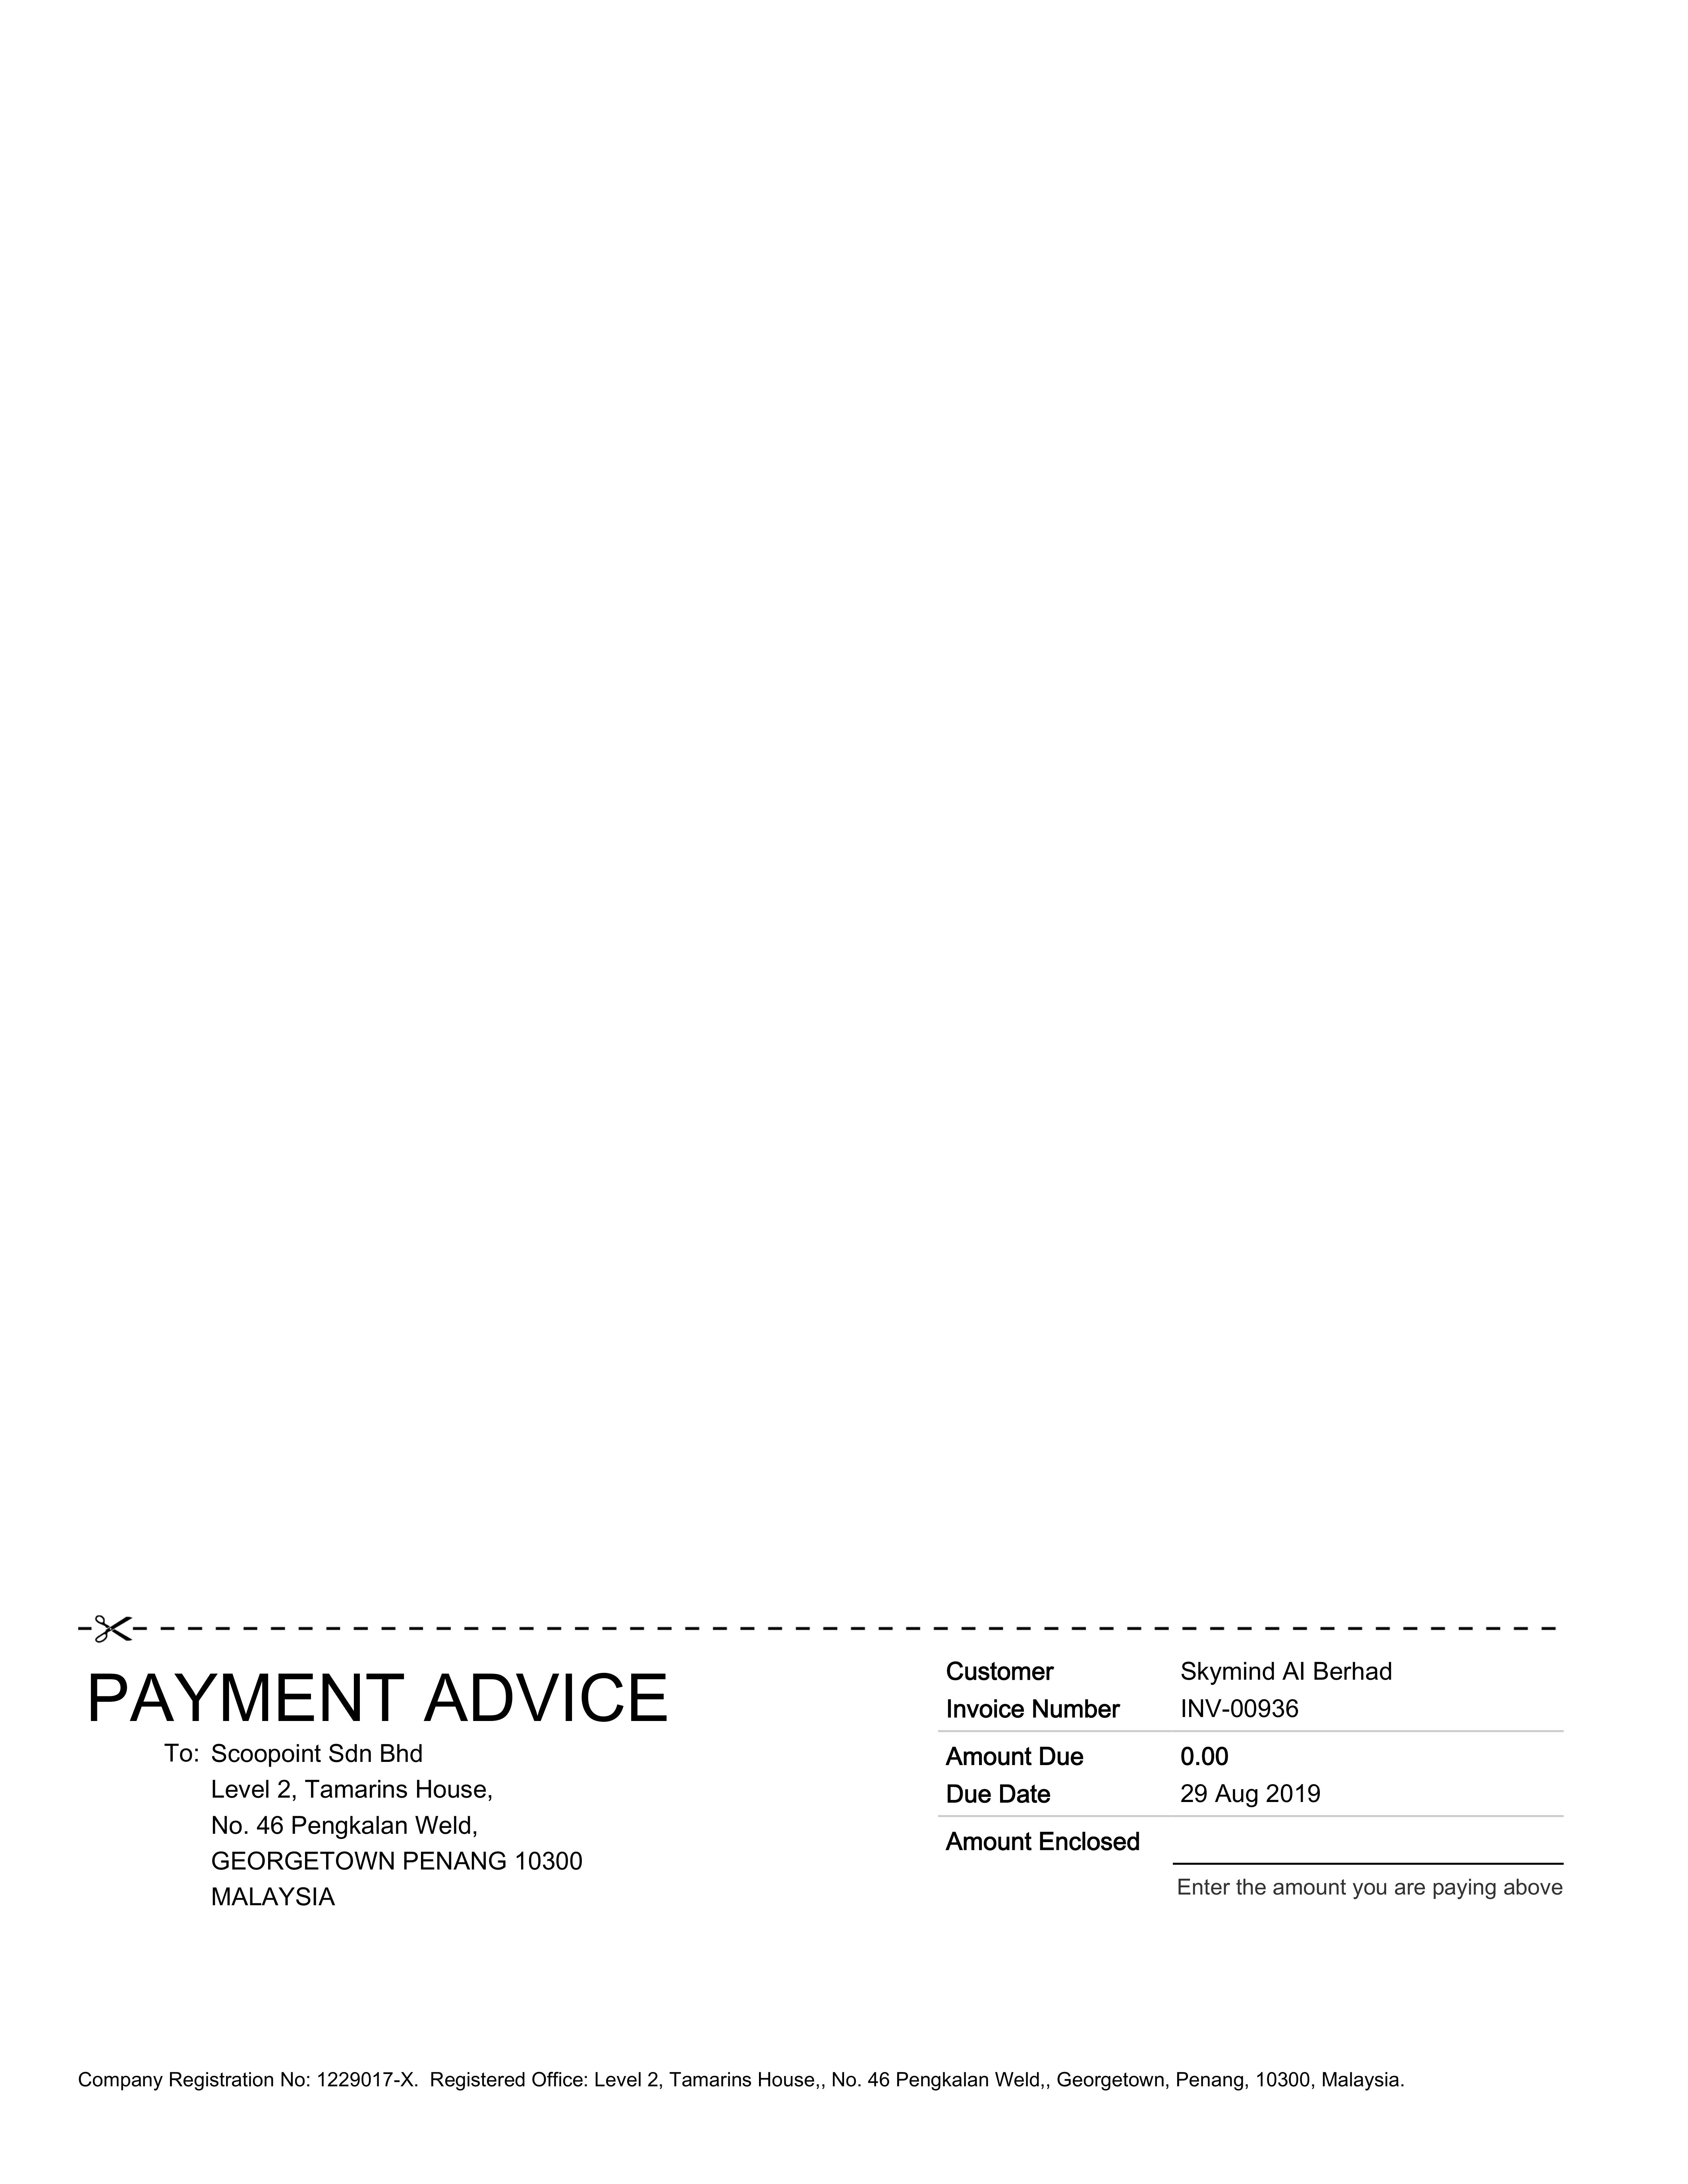 PAYMENT ADVICE
To: Scoopoint Sdn Bhd
Level 2, Tamarins House,
No. 46 Pengkalan Weld,
GEORGETOWN PENANG 10300
MALAYSIA
Customer Skymind AI Berhad
Invoice Number INV-00936
Amount Due 0.00
Due Date 29 Aug 2019
Amount Enclosed
Enter the amount you are paying above
Company Registration No: 1229017-X.  Registered Office: Level 2, Tamarins House,, No. 46 Pengkalan Weld,, Georgetown, Penang, 10300, Malaysia.